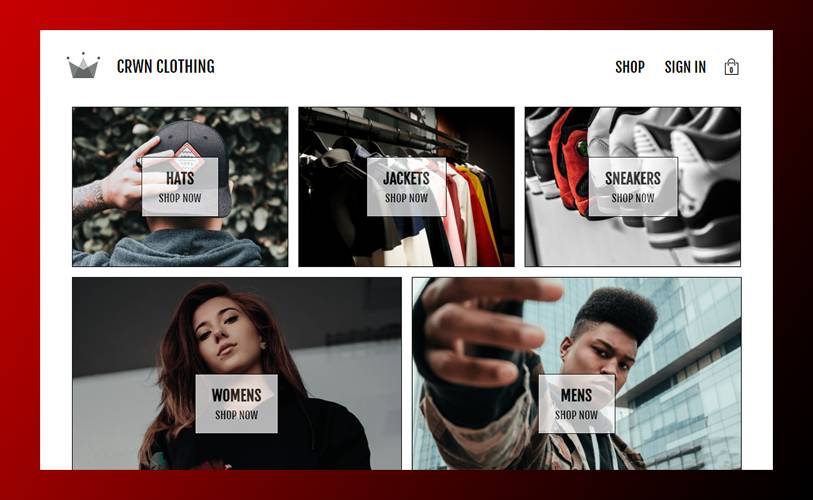 CRWN CLOTHING
SHOP
SIGN IN
0
HATS
SHOP NOW
JACKETS
SHOP NOW
SNEAKERS
SHOP NOW
WOMENS
SHOP NOW
MENS
SHOP NOW